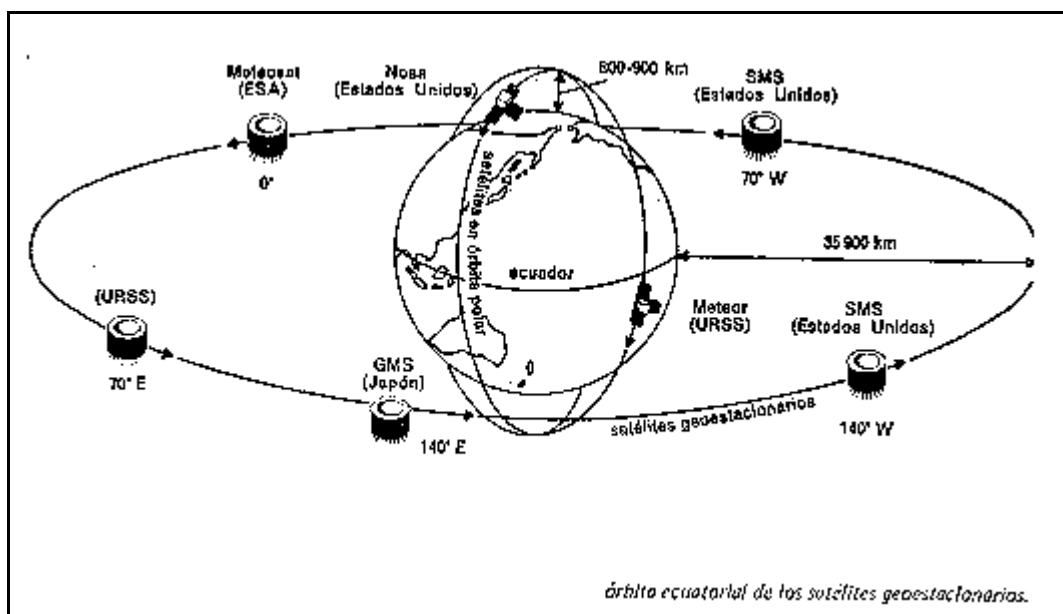 Meteosat
(ESA)
0°
Noaa
(Estados Unidos)
800-900 km
SMS
(Estados Unidos)
70° W
satélites en órbita polar
35900 km
ecuador
(URSS)
70° E
GMS
(Japón)
140° E
Meteor
(URSS)
SMS
(Estados Unidos)
140° W
satélites geoestacionarios
órbita ecuatorial de los satélites geoestacionarios.